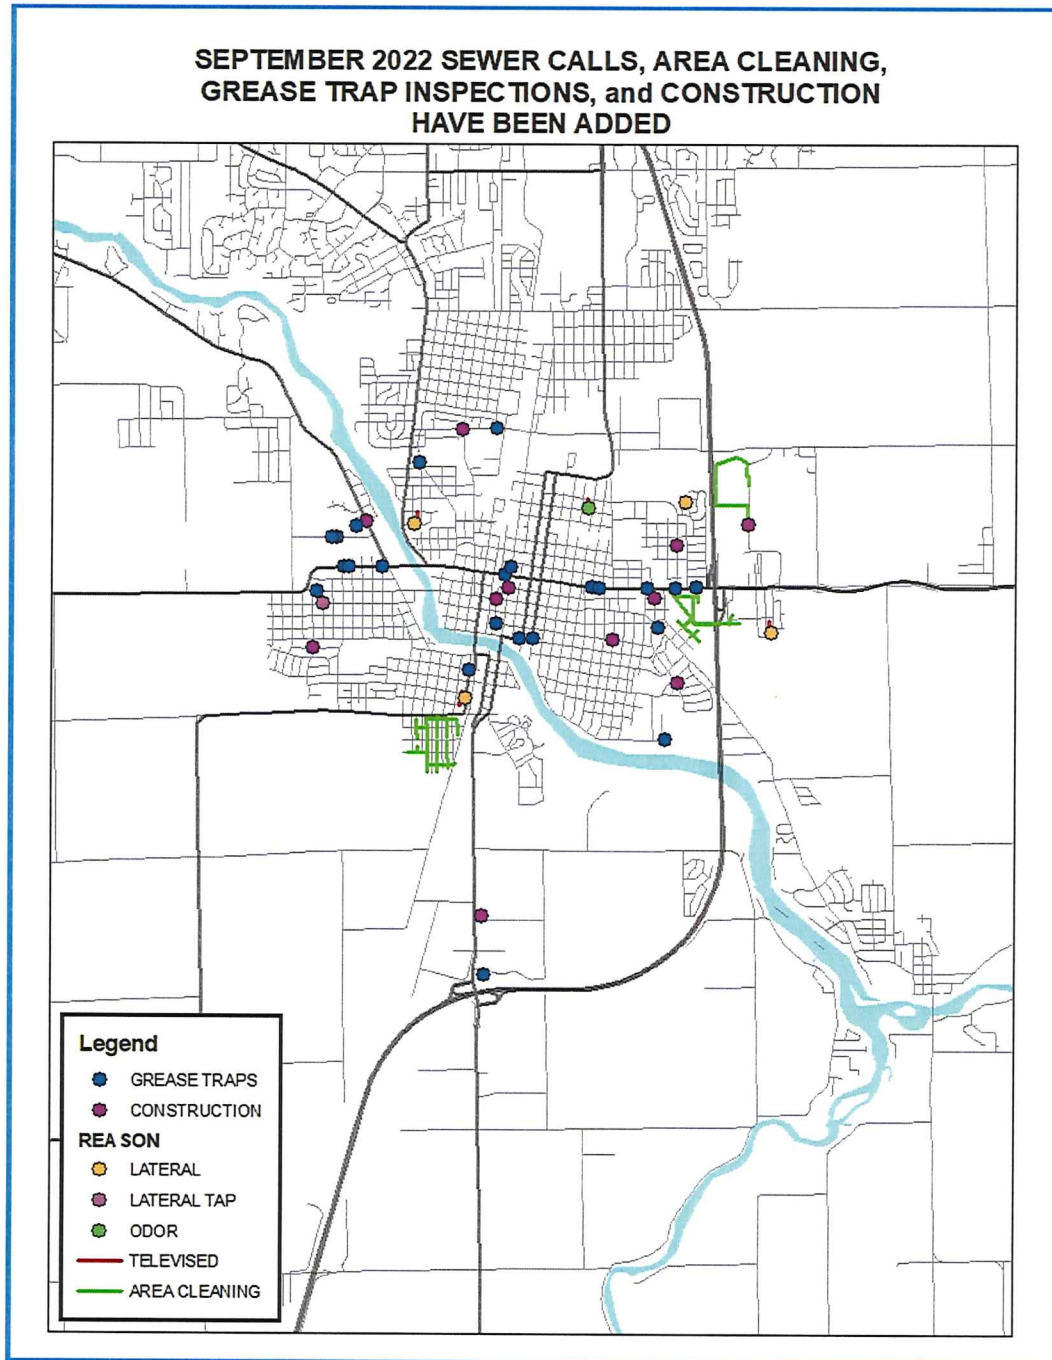 SEPTEMBER 2022 SEWER CALLS, AREA CLEANING,
GREASE TRAP INSPECTIONS, and CONSTRUCTION
HAVE BEEN ADDED
Legend
GREASE TRAPS
CONSTRUCTION
REA SON
LATERAL
LATERAL TAP
ODOR
TELEVISED
AREA CLEANING